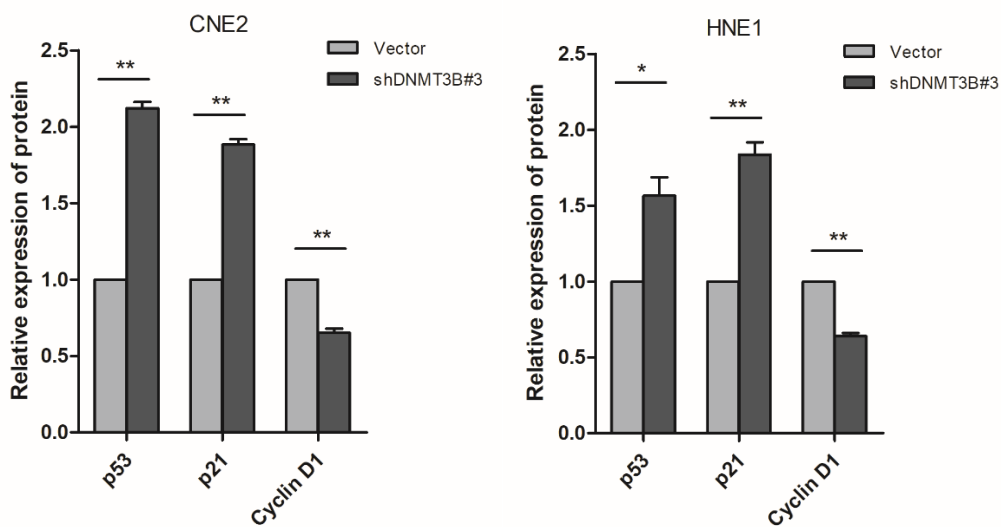 CNE2
Vector
shDNMT3B#3
Relative expression of protein
2.5
2.0
1.5
1.0
0.5
0.0
**
**
**
p53
p21
Cyclin D1
HNE1
Vector
shDNMT3B#3
Relative expression of protein
2.5
2.0
1.5
1.0
0.5
0.0
*
**
**
p53
p21
Cyclin D1